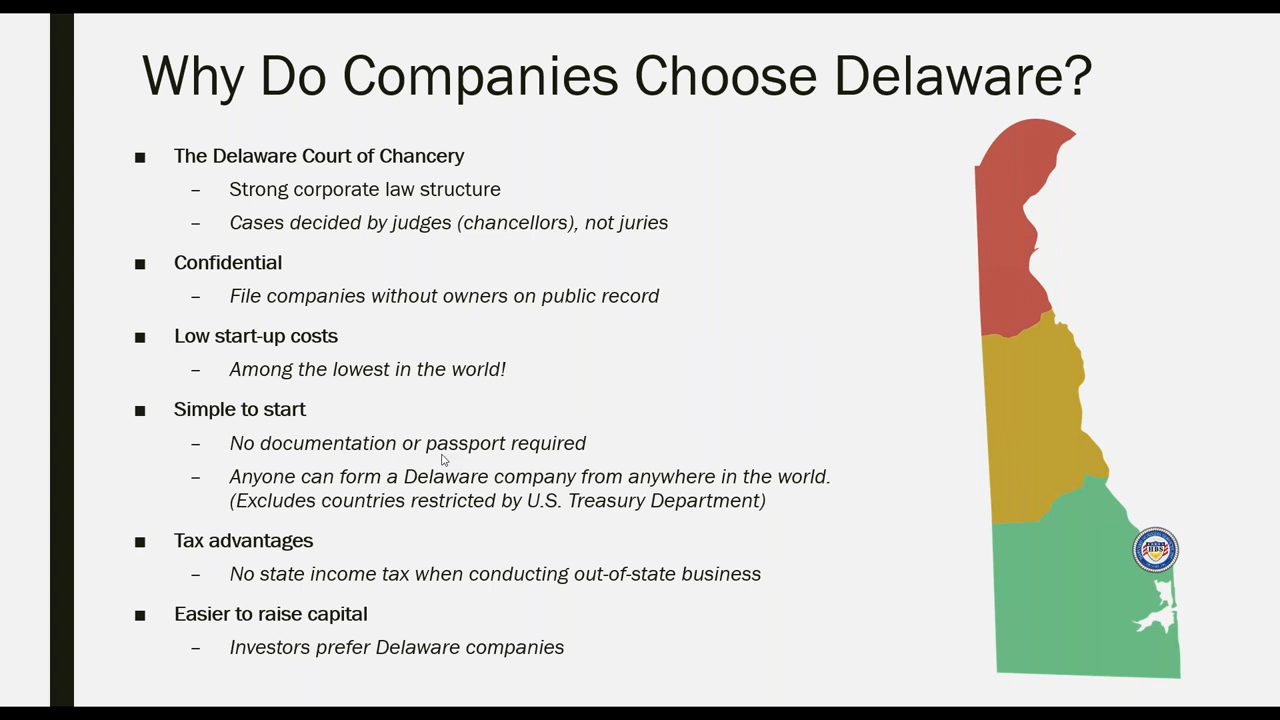 Why Do Companies Choose Delaware?
■ The Delaware Court of Chancery
– Strong corporate law structure
– Cases decided by judges (chancellors), not juries
■ Confidential
– File companies without owners on public record
■ Low start-up costs
– Among the lowest in the world!
■ Simple to start
– No documentation or passport required
– Anyone can form a Delaware company from anywhere in the world.
(Excludes countries restricted by U.S. Treasury Department)
■ Tax advantages
– No state income tax when conducting out-of-state business
■ Easier to raise capital
– Investors prefer Delaware companies
HBS